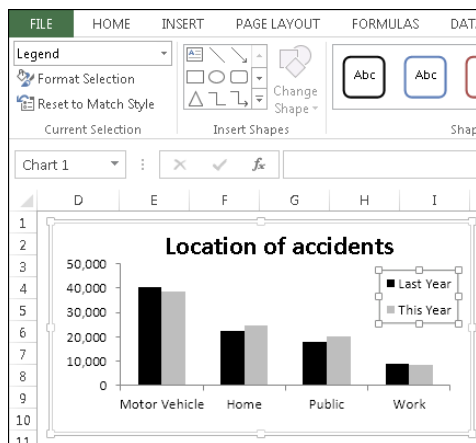 FILE HOME INSERT PAGE LAYOUT FORMULAS DAT
Legend
Format Selection
Reset to Match Style
Change
Shape
Abc Abc
Current Selection Insert Shapes Shap
Chart 1 fx
D E F G H I
1
2
3
4
5
6
7
8
9
10
11
Location of accidents
50,000
40,000
30,000
20,000
10,000
0
Last Year
This Year
Motor Vehicle Home Public Work